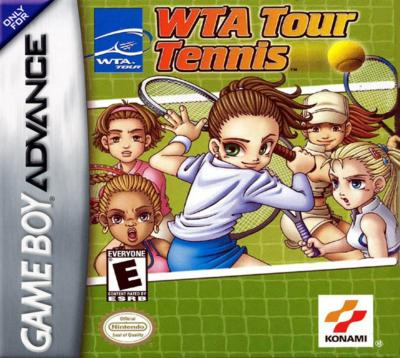 ONLY FOR
GAME BOY ADVANCE
WTA Tour
Tennis
TM
WTA
TOUR
EVERYONE
E
CONTENT RATED BY
ESRB
Official
Nintendo
Seal of Quality
KONAMI